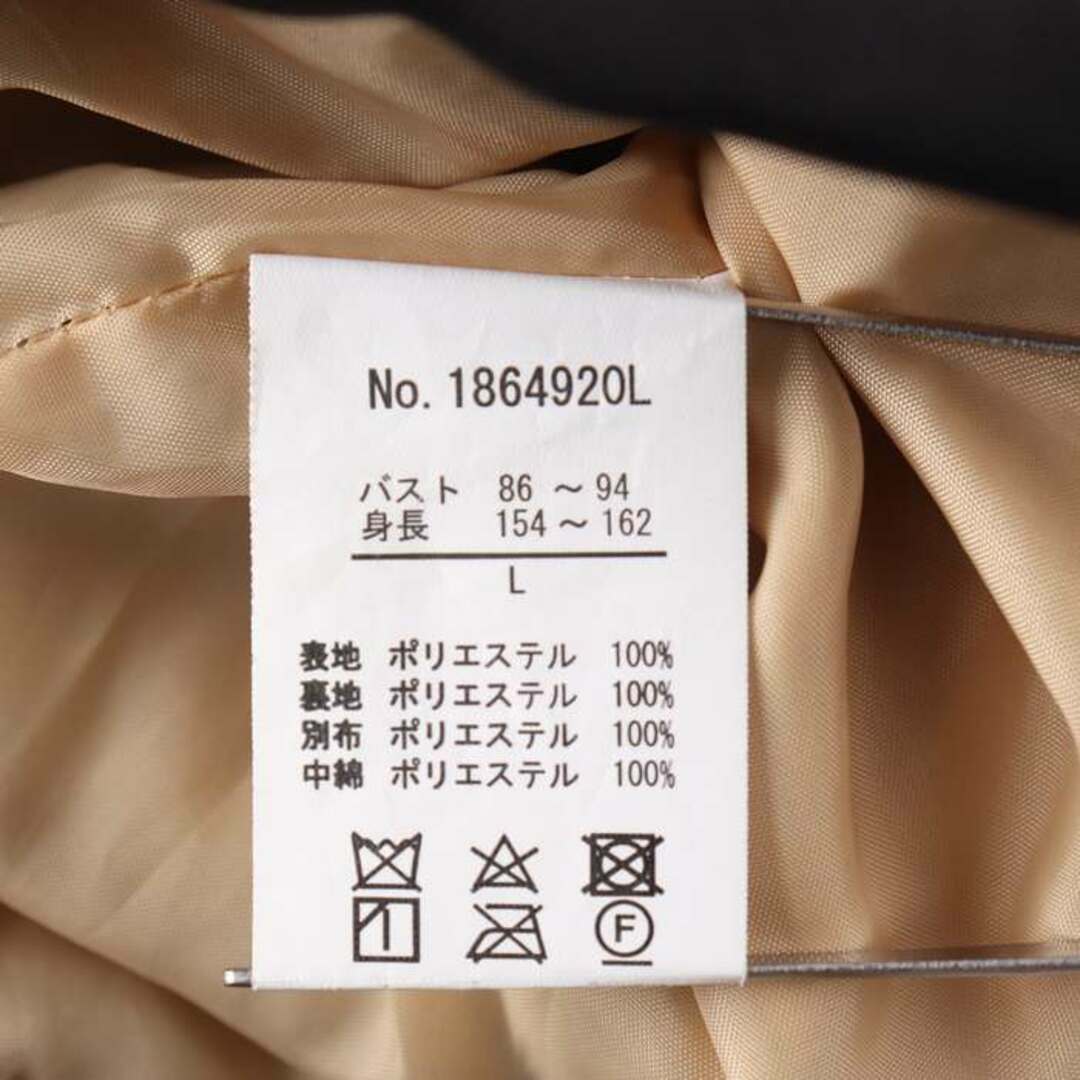 No. 1864920L
バスト 86 ～ 94
身長 154 ～ 162
L
表地 ポリエステル 100%
裏地 ポリエステル 100%
別布 ポリエステル 100%
中綿 ポリエステル 100%
F